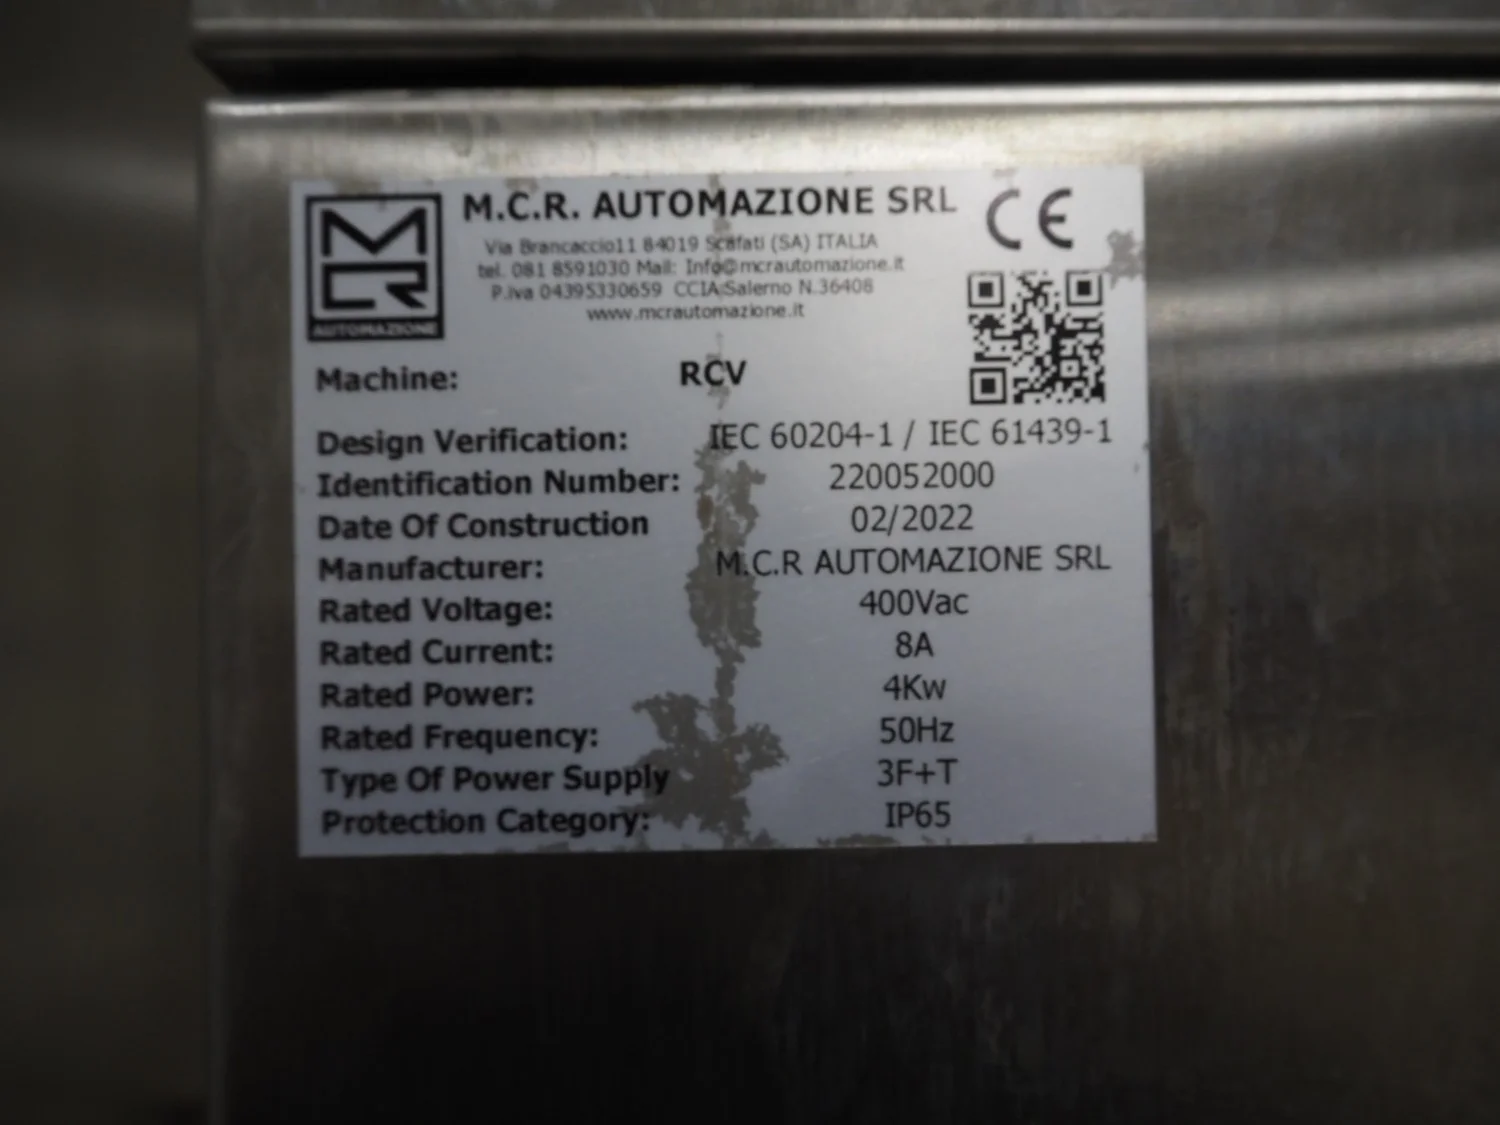 M.C.R. AUTOMAZIONE SRL
Via Brancaccio11 84019 Scafati (SA) ITALIA
tel. 081 8591030 Mail: Info@mcrautomazione.it
P.iva 04395330659 CCIA:Salerno N.36408
www.mcrautomazione.it
MCR
AUTOMAZIONE
CE
Machine: RCV
Design Verification: IEC 60204-1 / IEC 61439-1
Identification Number: 220052000
Date Of Construction 02/2022
Manufacturer: M.C.R AUTOMAZIONE SRL
Rated Voltage: 400Vac
Rated Current: 8A
Rated Power: 4Kw
Rated Frequency: 50Hz
Type Of Power Supply 3F+T
Protection Category: IP65